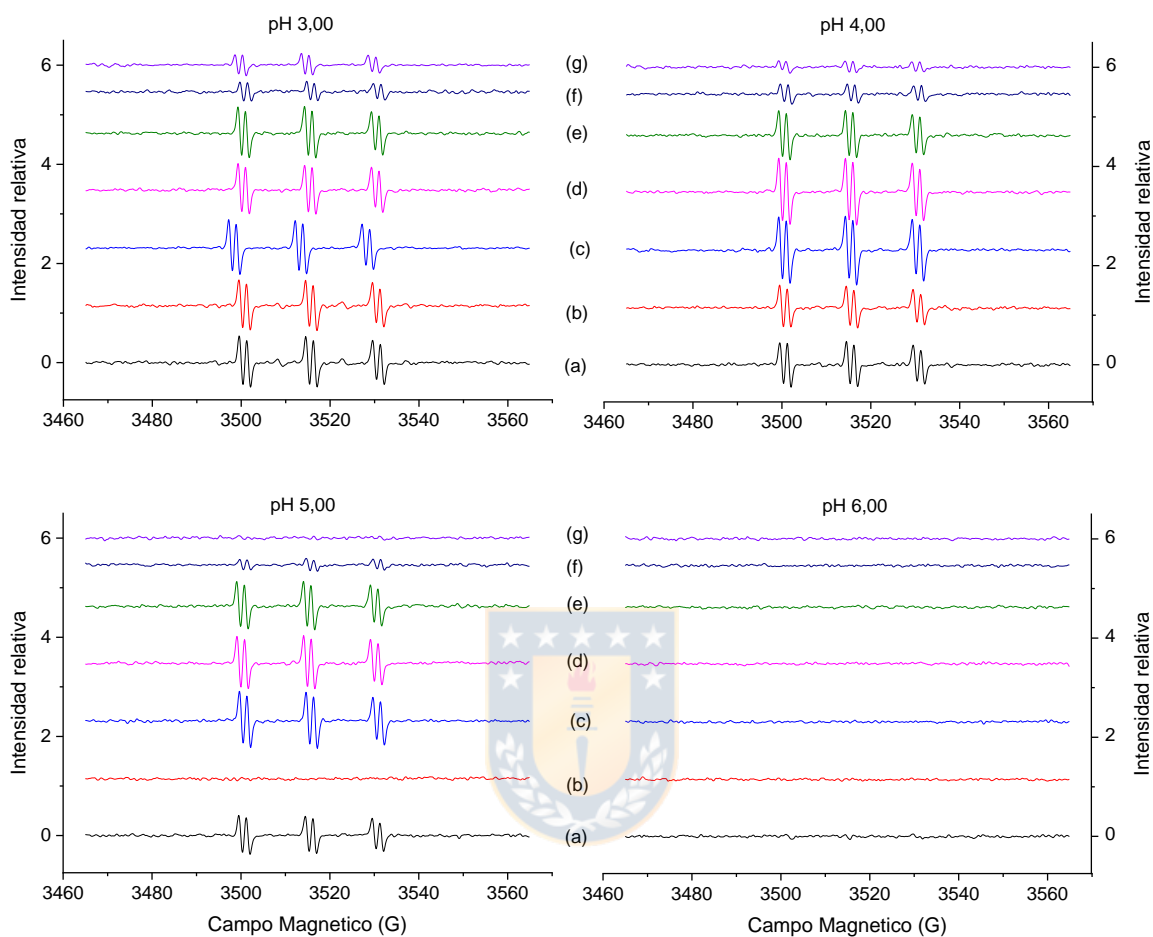 pH 3,00
pH 4,00
Intensidad relativa
6
4
2
0
3460 3480 3500 3520 3540 3560
(g)
(f)
(e)
(d)
(c)
(b)
(a)
6
4
2
0
Intensidad relativa
3460 3480 3500 3520 3540 3560
pH 5,00
pH 6,00
Intensidad relativa
6
4
2
0
3460 3480 3500 3520 3540 3560
Campo Magnetico (G)
(g)
(f)
(e)
(d)
(c)
(b)
(a)
6
4
2
0
Intensidad relativa
3460 3480 3500 3520 3540 3560
Campo Magnetico (G)